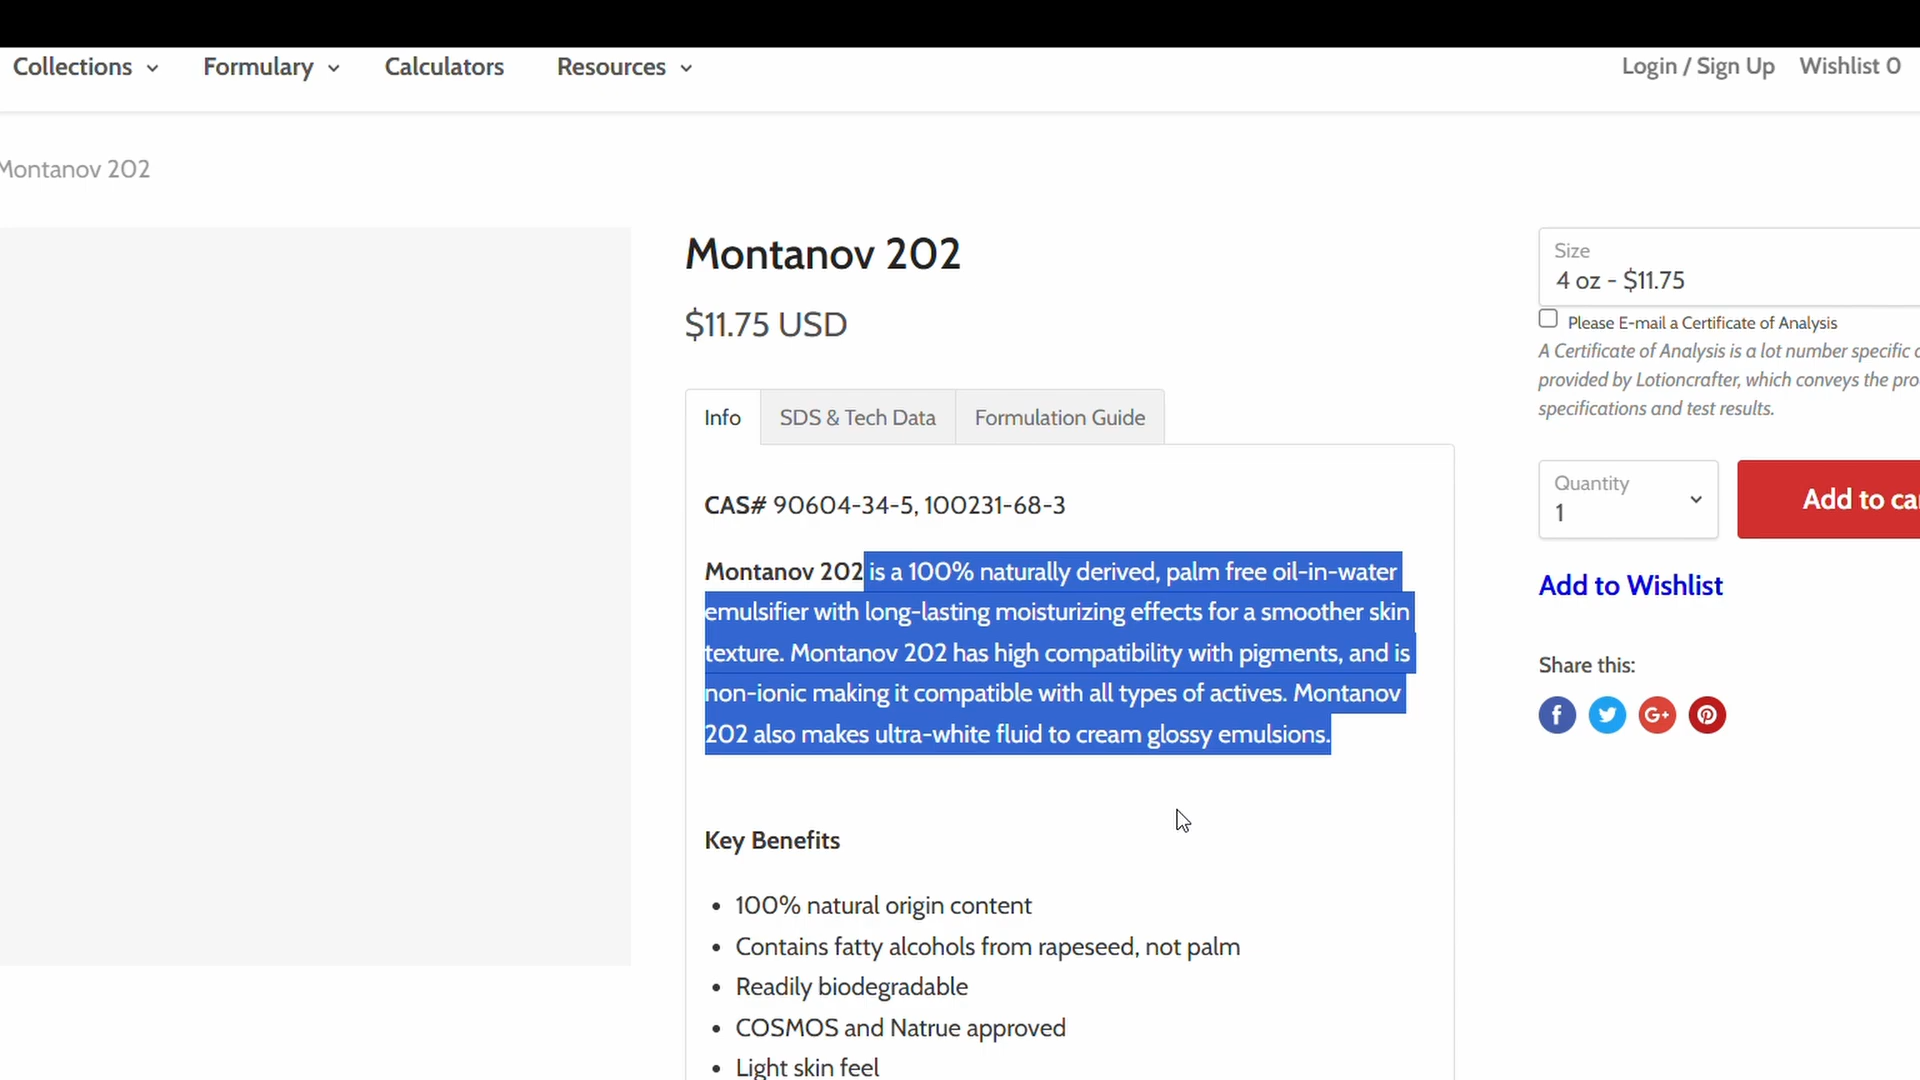 Collections
Formulary
Calculators
Resources
Login / Sign Up
Wishlist 0
Montanov 202
Montanov 202
$11.75 USD
Info
SDS & Tech Data
Formulation Guide
CAS# 90604-34-5, 100231-68-3
Montanov 202 is a 100% naturally derived, palm free oil-in-water
emulsifier with long-lasting moisturizing effects for a smoother skin
texture. Montanov 202 has high compatibility with pigments, and is
non-ionic making it compatible with all types of actives. Montanov
202 also makes ultra-white fluid to cream glossy emulsions.
Key Benefits
• 100% natural origin content
• Contains fatty alcohols from rapeseed, not palm
• Readily biodegradable
• COSMOS and Natrue approved
• Light skin feel
Size
4 oz - $11.75
Please E-mail a Certificate of Analysis
A Certificate of Analysis is a lot number specific
provided by Lotioncrafter, which conveys the
specifications and test results.
Quantity
1
Add to
Add to Wishlist
Share this:
f
G+